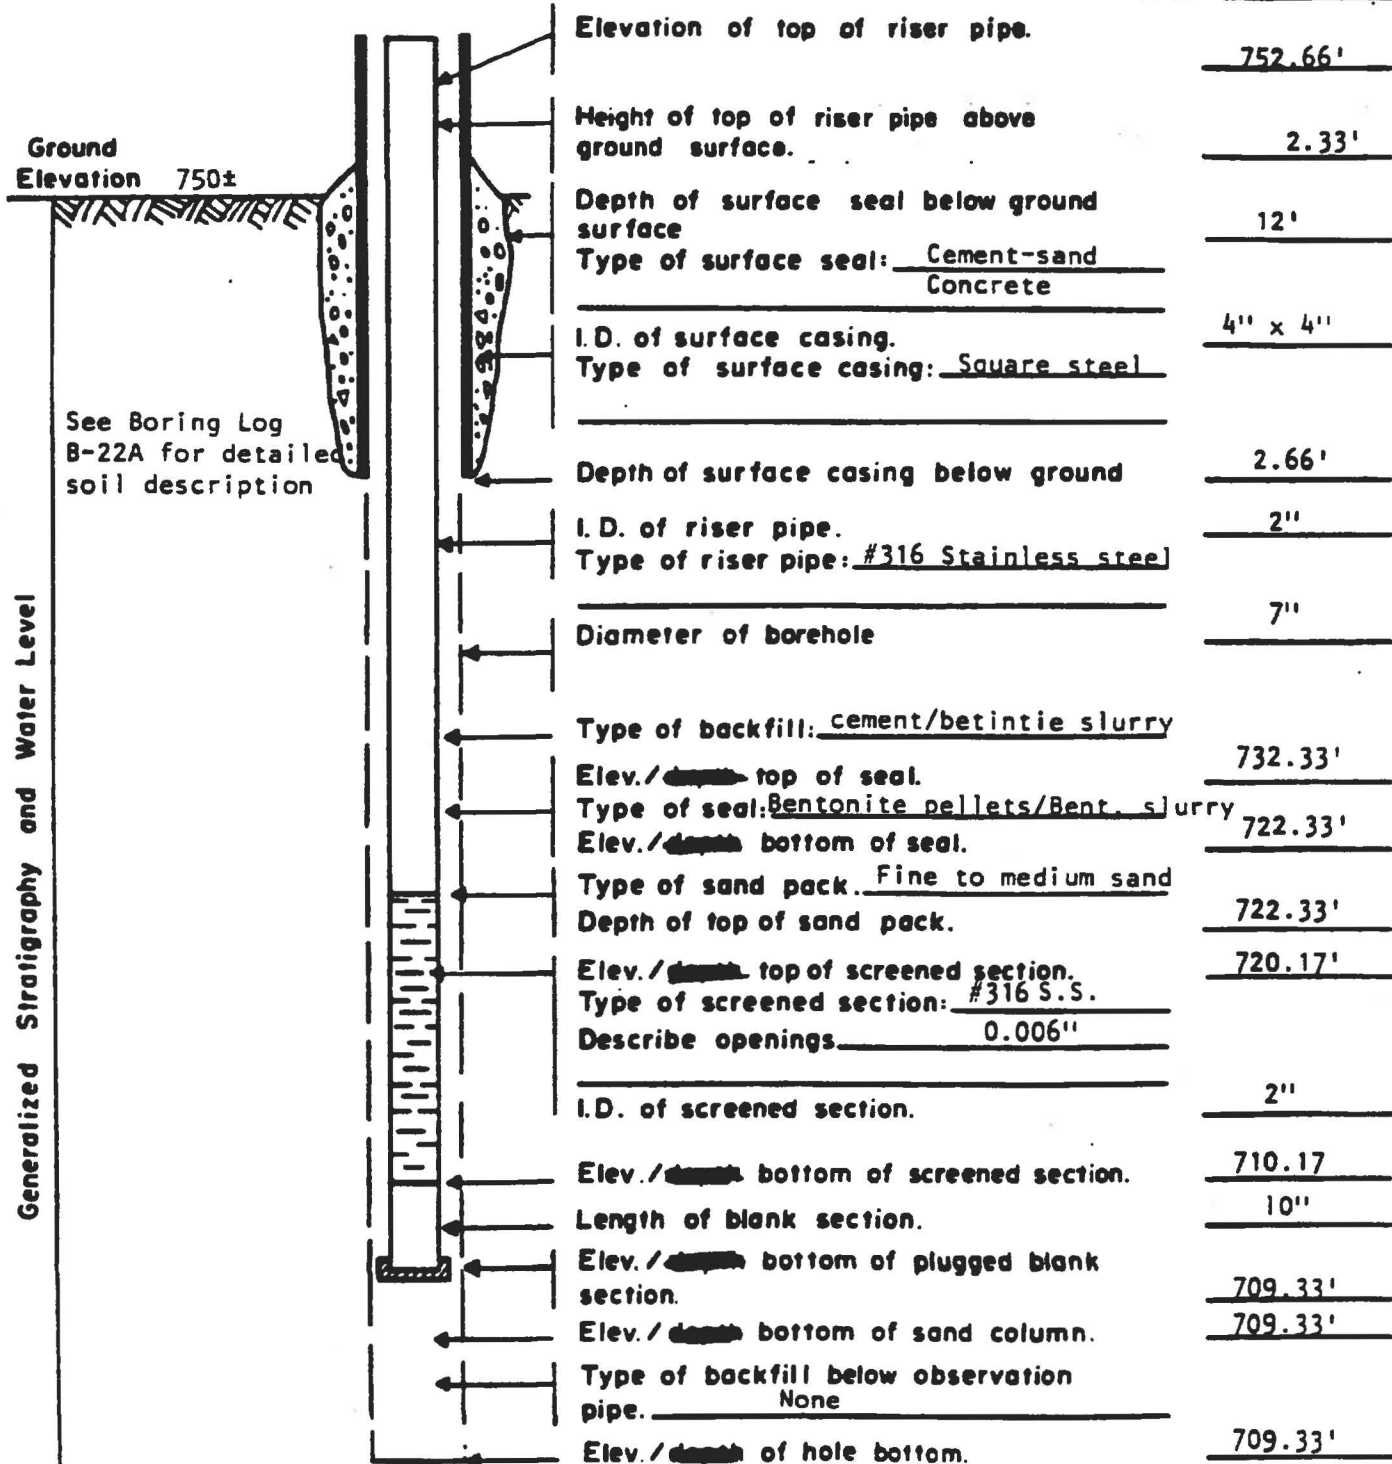 Elevation of top of riser pipe.
752.66'
Height of top of riser pipe above
ground surface.
2.33'
Ground
Elevation 750±
Depth of surface seal below ground
surface
12'
Type of surface seal: Cement-sand
Concrete
I.D. of surface casing.
4" x 4"
Type of surface casing: Square steel
See Boring Log
B-22A for detailed
soil description
Depth of surface casing below ground
2.66'
I.D. of riser pipe.
2"
Type of riser pipe: #316 Stainless steel
Diameter of borehole
7"
Generalized Stratigraphy and Water Level
Type of backfill: cement/betintie slurry
Elev./ top of seal.
732.33'
Type of seal: Bentonite pellets/Bent. slurry
Elev./ bottom of seal.
722.33'
Type of sand pack. Fine to medium sand
Depth of top of sand pack.
722.33'
Elev./ top of screened section.
720.17'
Type of screened section: #316 S.S.
Describe openings 0.006"
I.D. of screened section.
2"
Elev./ bottom of screened section.
710.17
Length of blank section.
10"
Elev./ bottom of plugged blank
section.
709.33'
Elev./ bottom of sand column.
709.33'
Type of backfill below observation
pipe. None
Elev./ of hole bottom.
709.33'